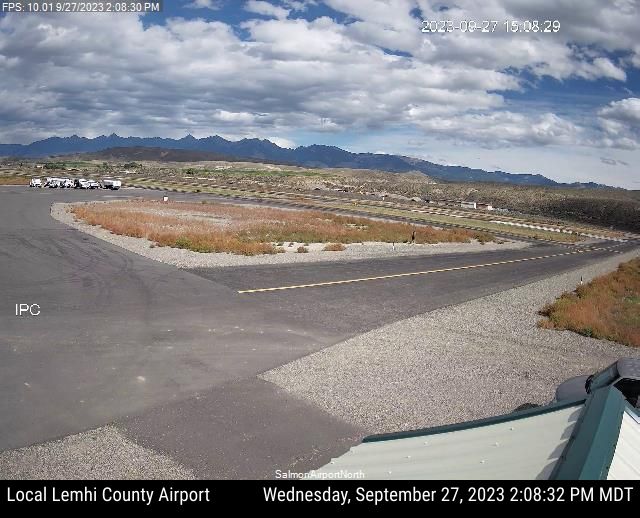 FPS: 10.01 9/27/2023 2:08:30 PM
2023-09-27 15:08:29
IPC
SalmonAirportNorth
Local Lemhi County Airport Wednesday, September 27, 2023 2:08:32 PM MDT